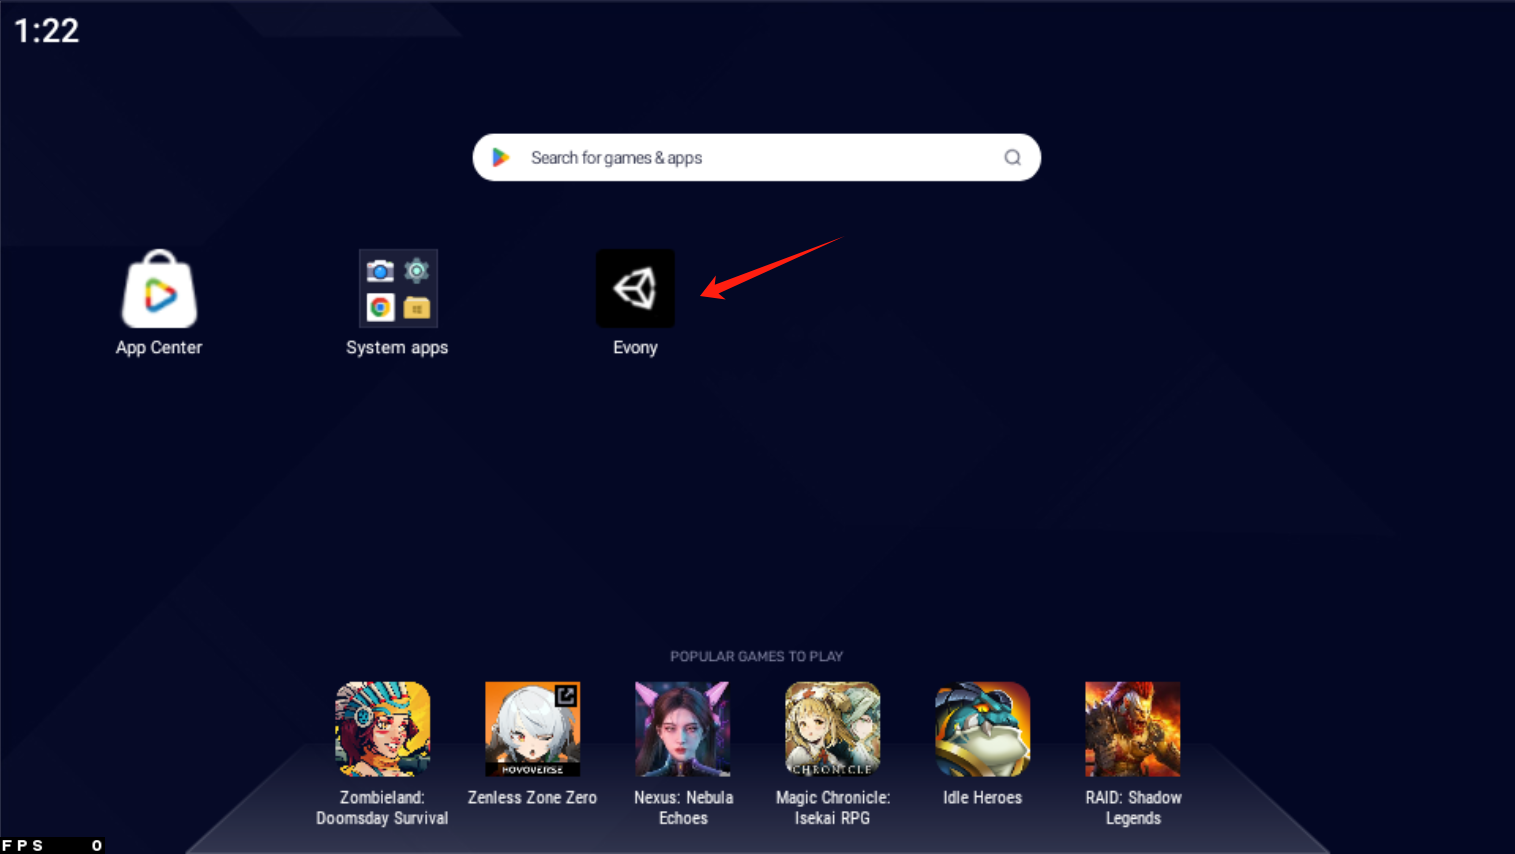 1:22
Search for games & apps
App Center
System apps
Evony
POPULAR GAMES TO PLAY
HOYOVERSE
CHRONICLE
Zombieland:
Doomsday Survival
Zenless Zone Zero
Nexus: Nebula
Echoes
Magic Chronicle:
Isekai RPG
Idle Heroes
RAID: Shadow
Legends
FPS 0